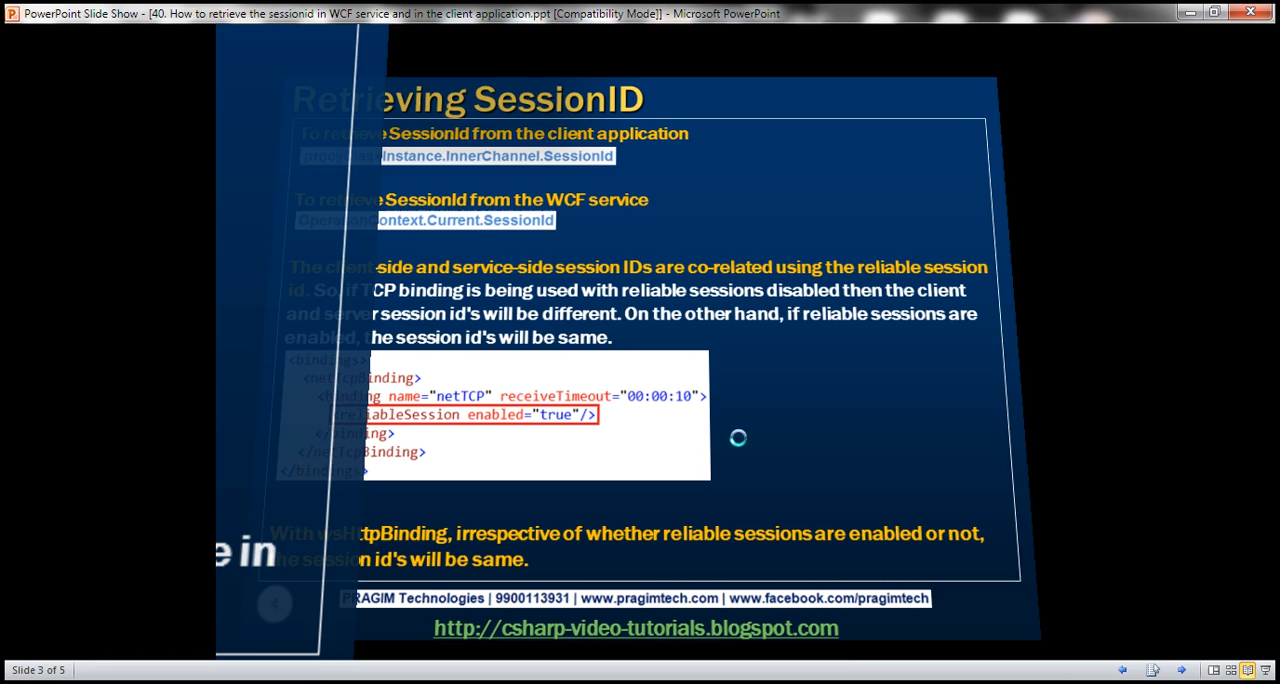 PowerPoint Slide Show - [40. How to retrieve the sessionid in WCF service and in the client application.ppt [Compatibility Mode]] - Microsoft PowerPoint
Retrieving SessionID
To retrieve SessionId from the client application
Instance.InnerChannel.SessionId
To retrieve SessionId from the WCF service
OperationContext.Current.SessionId
The client-side and service-side session IDs are co-related using the reliable session
id. So, if TCP binding is being used with reliable sessions disabled then the client
and server session id's will be different. On the other hand, if reliable sessions are
enabled, the session id's will be same.
<bindings>
<netTcpBinding>
<binding name="netTCP" receiveTimeout="00:00:10">
<reliableSession enabled="true"/>
</binding>
</netTcpBinding>
</bindings>
With wsHttpBinding, irrespective of whether reliable sessions are enabled or not,
the session id's will be same.
e in
4
PRAGIM Technologies | 9900113931 | www.pragimtech.com | www.facebook.com/pragimtech
http://csharp-video-tutorials.blogspot.com
Slide 3 of 5